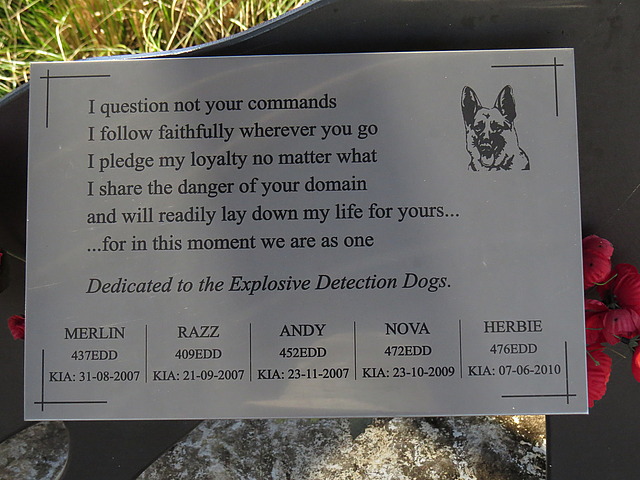 I question not your commands
I follow faithfully wherever you go
I pledge my loyalty no matter what
I share the danger of your domain
and will readily lay down my life for yours...
...for in this moment we are as one
Dedicated to the Explosive Detection Dogs.
MERLIN
437EDD
KIA: 31-08-2007
RAZZ
409EDD
KIA: 21-09-2007
ANDY
452EDD
KIA: 23-11-2007
NOVA
472EDD
KIA: 23-10-2009
HERBIE
476EDD
KIA: 07-06-2010